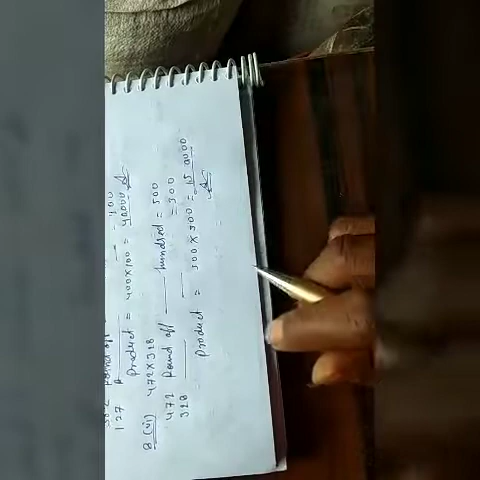 127
Product = 400×100 = 40000
8 (vi) 472×318
472 Round off —— hundred = 500
318 —— —— = 300
Product = 500×300 = 150000